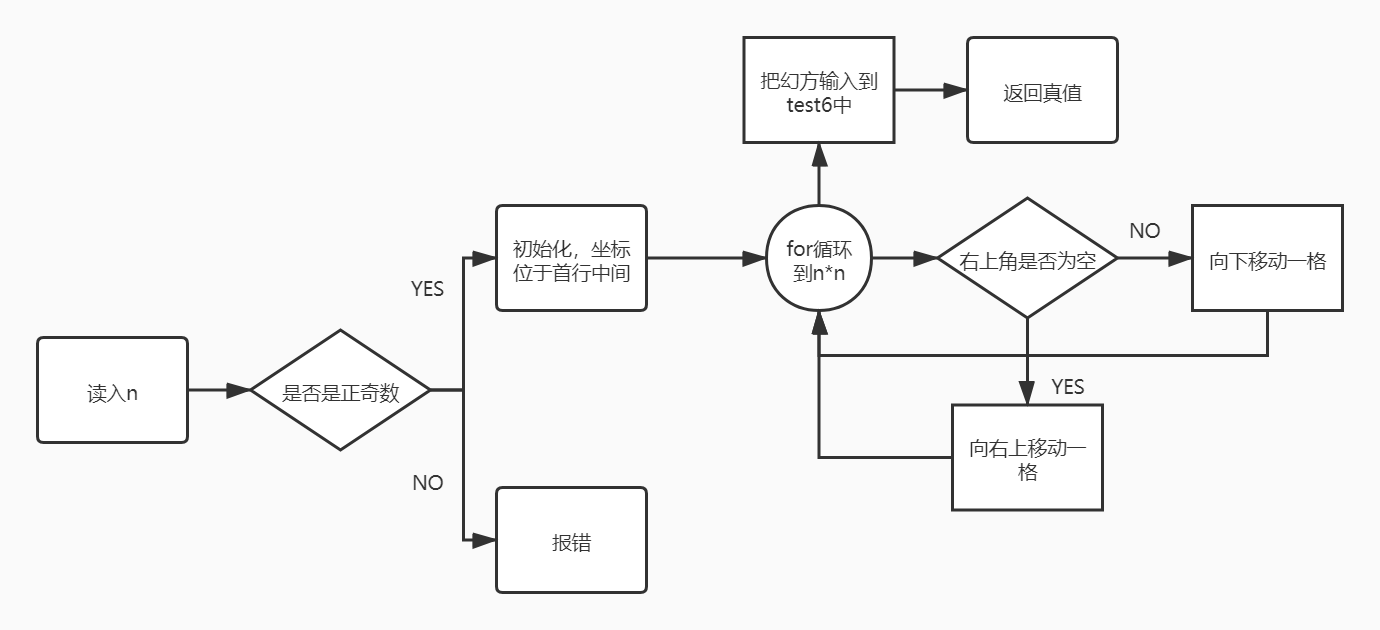 把幻方输入到
test6中
返回真值
初始化，坐标
位于首行中间
for循环
到n*n
右上角是否为空
NO
向下移动一格
YES
读入n
是否是正奇数
YES
向右上移动一
格
NO
报错